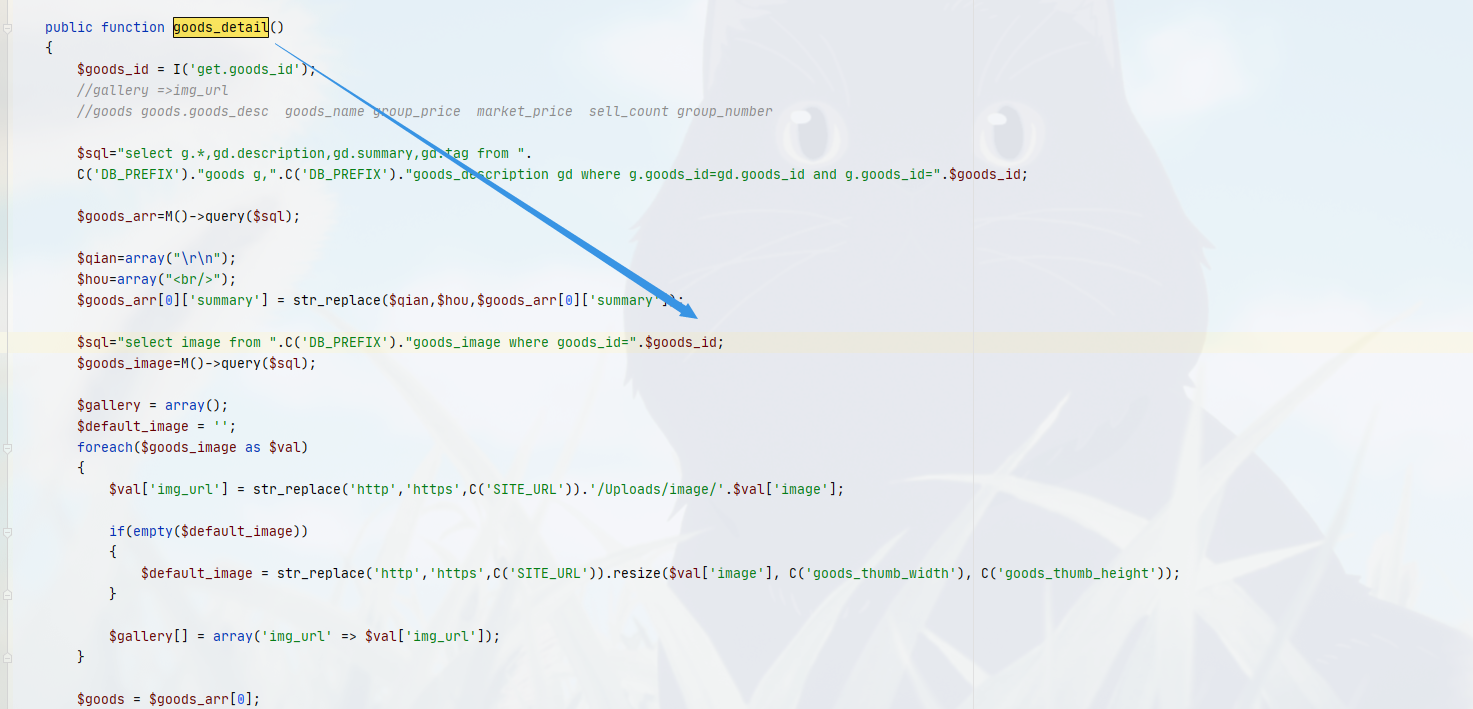 public function goods_detail()
{
$goods_id = I('get.goods_id');
//gallery =>img_url
//goods goods.goods_desc  goods_name group_price  market_price  sell_count group_number
$sql="select g.*,gd.description,gd.summary,gd.tag from ".
C('DB_PREFIX')."goods g,".C('DB_PREFIX')."goods_description gd where g.goods_id=gd.goods_id and g.goods_id=".$goods_id;
$goods_arr=M()->query($sql);
$qian=array("\r\n");
$hou=array("<br/>");
$goods_arr[0]['summary'] = str_replace($qian,$hou,$goods_arr[0]['summary']);
$sql="select image from ".C('DB_PREFIX')."goods_image where goods_id=".$goods_id;
$goods_image=M()->query($sql);
$gallery = array();
$default_image = '';
foreach($goods_image as $val)
{
$val['img_url'] = str_replace('http','https',C('SITE_URL')).'/Uploads/image/'.$val['image'];
if(empty($default_image))
{
$default_image = str_replace('http','https',C('SITE_URL')).resize($val['image'], C('goods_thumb_width'), C('goods_thumb_height'));
}
$gallery[] = array('img_url' => $val['img_url']);
}
$goods = $goods_arr[0];